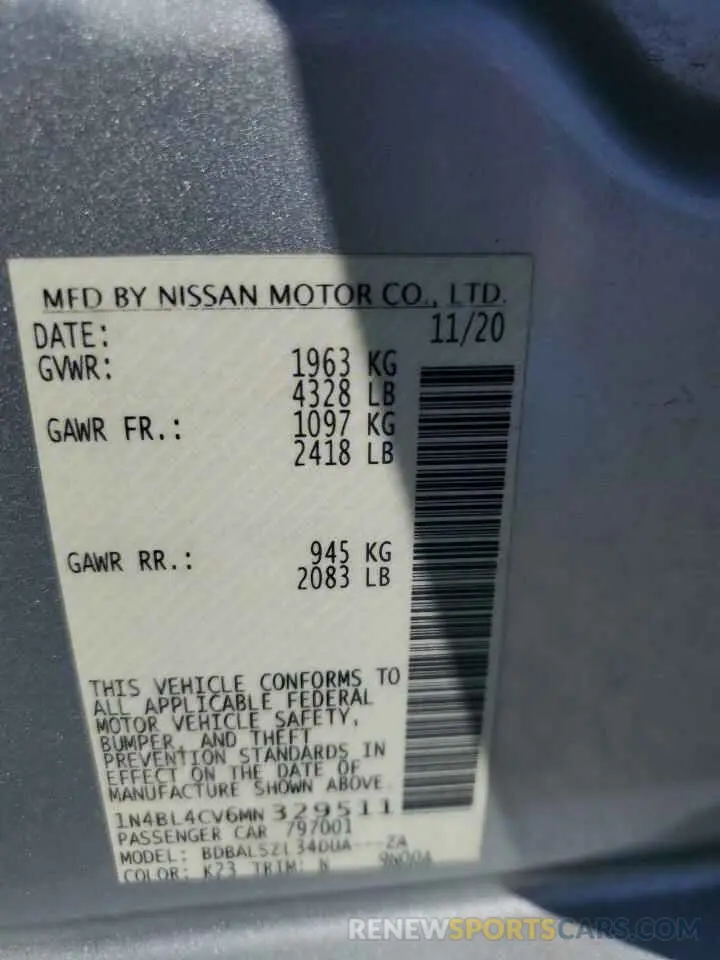 MFD BY NISSAN MOTOR CO., LTD.
DATE: 11/20
GVWR: 1963 KG
4328 LB
GAWR FR.: 1097 KG
2418 LB
GAWR RR.: 945 KG
2083 LB
THIS VEHICLE CONFORMS TO
ALL APPLICABLE FEDERAL
MOTOR VEHICLE SAFETY,
BUMPER, AND THEFT
PREVENTION STANDARDS IN
EFFECT ON THE DATE OF
MANUFACTURE SHOWN ABOVE.
1N4BL4CV6MN329511
PASSENGER CAR 797001
MODEL: ZA
COLOR: K23 TRIM:
RENEWSPORTSCARS.COM